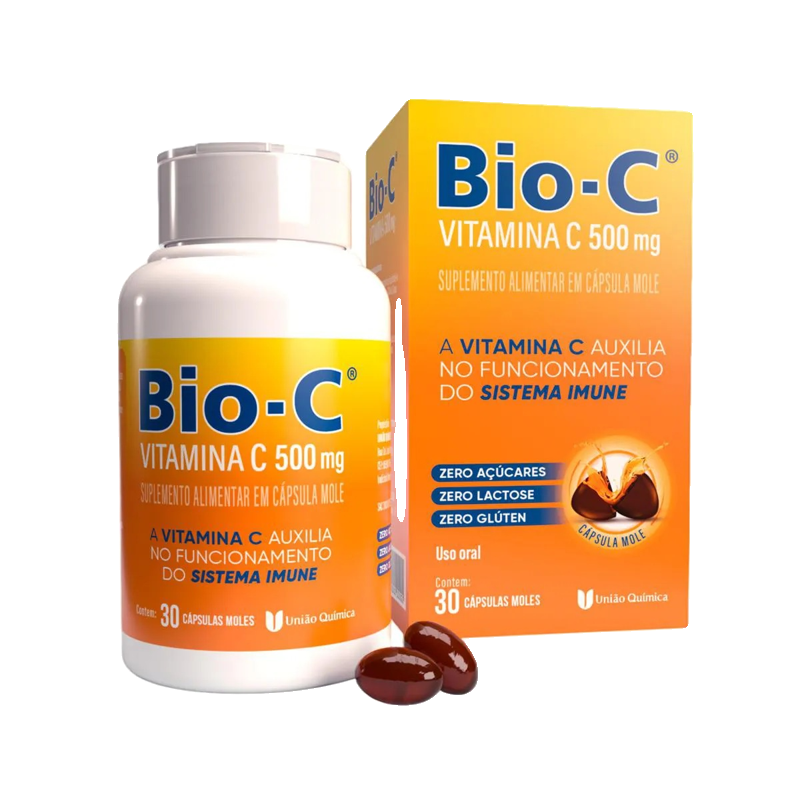 Bio-C®
VITAMINA C 500 mg
SUPLEMENTO ALIMENTAR EM CÁPSULA MOLE
A VITAMINA C AUXILIA
NO FUNCIONAMENTO
DO SISTEMA IMUNE
Contem: 30 CÁPSULAS MOLES
União Química
Bio-C
Bio-C®
VITAMINA C 500 mg
SUPLEMENTO ALIMENTAR EM CÁPSULA MOLE
A VITAMINA C AUXILIA
NO FUNCIONAMENTO
DO SISTEMA IMUNE
ZERO AÇÚCARES
ZERO LACTOSE
ZERO GLÚTEN
CÁPSULA MOLE
Uso oral
Contem:
30 CÁPSULAS MOLES
União Química